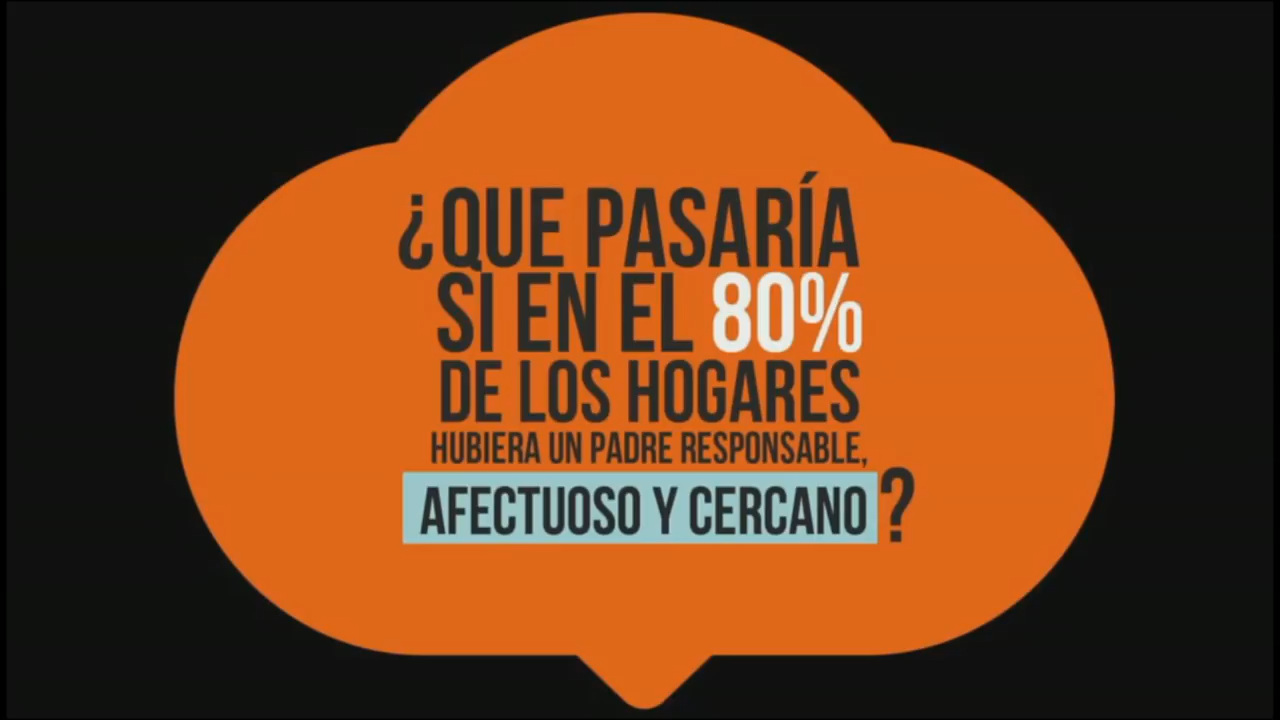 ¿QUE PASARÍA
SI EN EL 80%
DE LOS HOGARES
HUBIERA UN PADRE RESPONSABLE,
AFECTUOSO Y CERCANO?